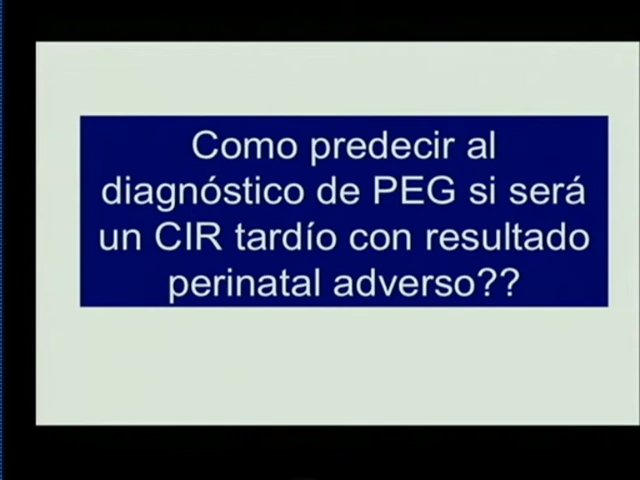 Como predecir al
diagnóstico de PEG si será
un CIR tardío con resultado
perinatal adverso??